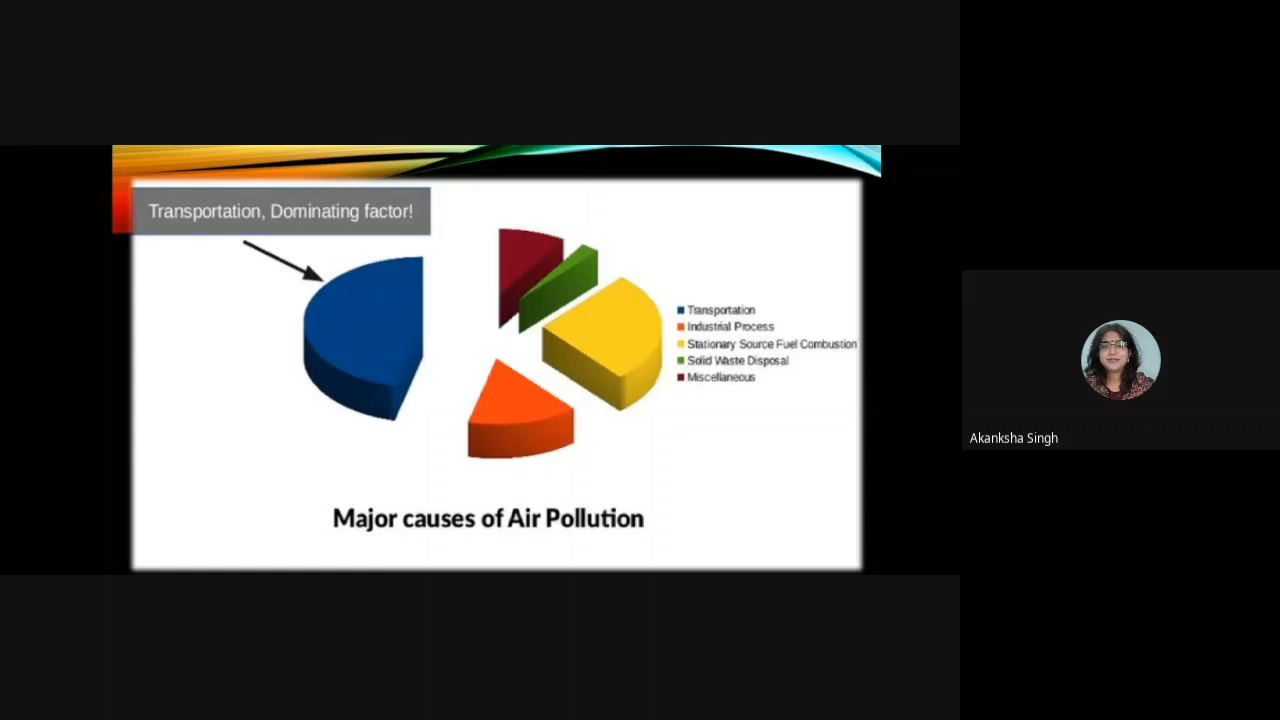 Transportation, Dominating factor!
Transportation
Industrial Process
Stationary Source Fuel Combustion
Solid Waste Disposal
Miscellaneous
Akanksha Singh
Major causes of Air Pollution